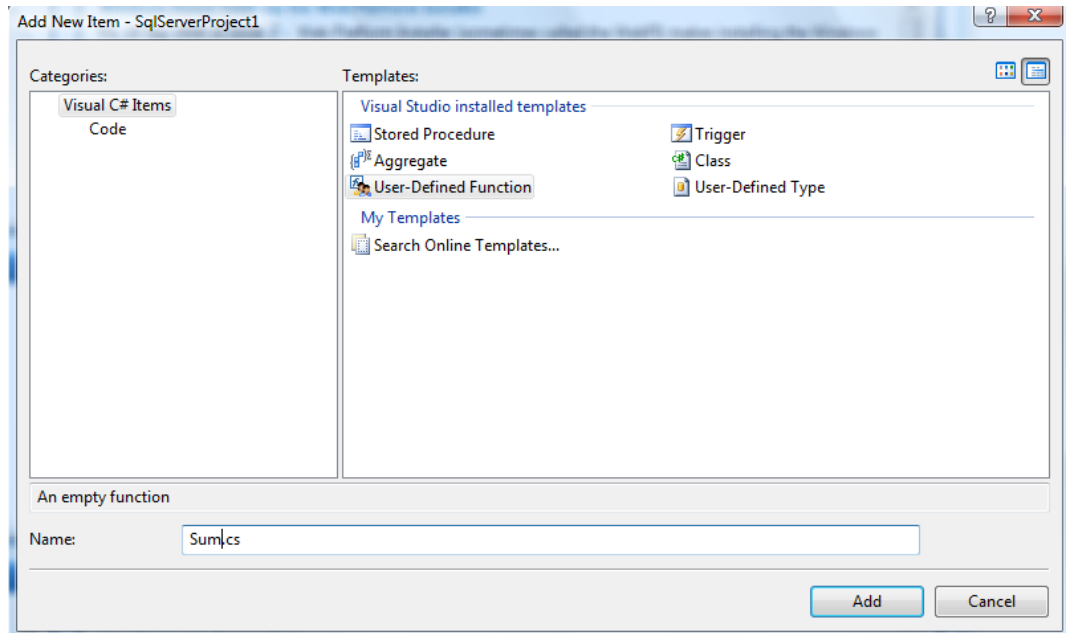 Add New Item - SqlServerProject1
Categories:
Templates:
Visual C# Items
Code
Visual Studio installed templates
Stored Procedure
Trigger
Aggregate
Class
User-Defined Function
User-Defined Type
My Templates
Search Online Templates...
An empty function
Name:
Sum.cs
Add
Cancel